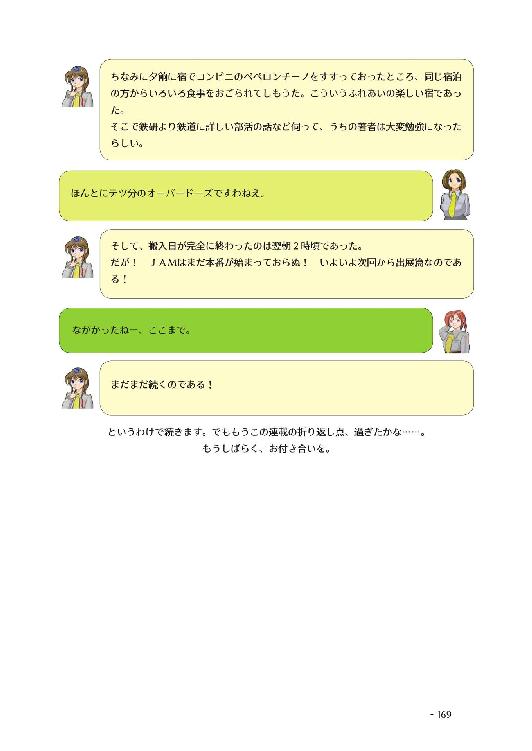 ちなみに夕前に宿でコンビニのペペロンチーノをすすっておったところ、同じ宿泊
の方からいろいろ食事をおごられてしもうた。こういうふれあいの楽しい宿であっ
た。
そこで鉄研より鉄道に詳しい部活の話など伺って、うちの著者は大変勉強になった
らしい。
ほんとにテツ分のオーバードーズですわねえ。
そして、搬入日が完全に終わったのは翌朝２時頃であった。
だが！　ＪＡＭはまだ本番が始まっておらぬ！　いよいよ次回から出展篇なのであ
る！
なかかったねー、ここまで。
まだまだ続くのである！
というわけで続きます。でももうこの連載の折り返し点、過ぎたかな……。
もうしばらく、お付き合いを。
- 169